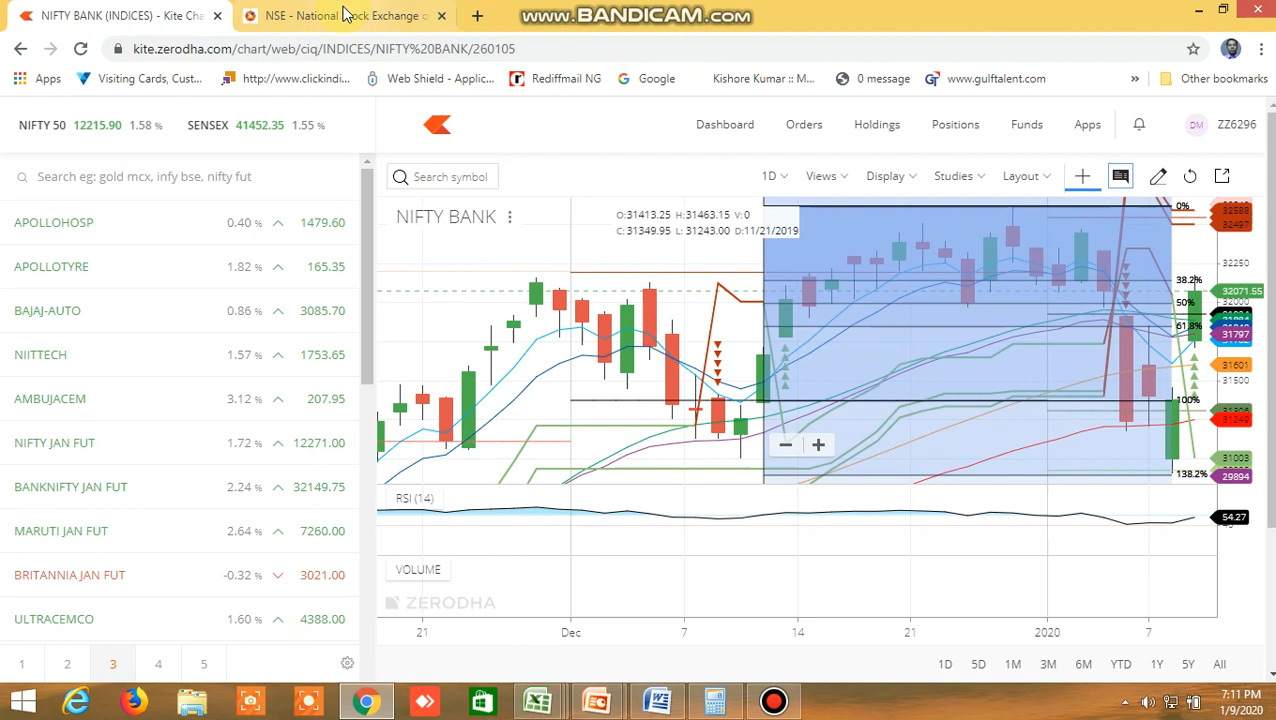 NIFTY BANK (INDICES) - Kite Cha
NSE - National Stock Exchange o
www.BANDICAM.com
kite.zerodha.com/chart/web/ciq/INDICES/NIFTY%20BANK/260105
Apps
Visiting Cards, Cust...
http://www.clickindi...
Web Shield - Applic...
Rediffmail NG
Google
Kishore Kumar :: M...
0 message
www.gulftalent.com
»
Other bookmarks
NIFTY 50 12215.90 1.58 %
SENSEX 41452.35 1.55 %
Dashboard Orders Holdings Positions Funds Apps
DM ZZ6296
Search eg: gold mcx, infy bse, nifty fut
Search symbol
1D Views Display Studies Layout
APOLLOHOSP 0.40 % 1479.60
APOLLOTYRE 1.82 % 165.35
BAJAJ-AUTO 0.86 % 3085.70
NIITTECH 1.57 % 1753.65
AMBUJACEM 3.12 % 207.95
NIFTY JAN FUT 1.72 % 12271.00
BANKNIFTY JAN FUT 2.24 % 32149.75
MARUTI JAN FUT 2.64 % 7260.00
BRITANNIA JAN FUT -0.32 % 3021.00
ULTRACEMCO 1.60 % 4388.00
1 2 3 4 5
NIFTY BANK
O:31413.25 H:31463.15 V:0
C:31349.95 L:31243.00 D:11/21/2019
0%
38.2%
50%
61.8%
100%
138.2%
32588
32497
32250
32071.55
32000
31797
31601
31500
31249
31003
29894
RSI (14)
54.27
VOLUME
ZERODHA
21 Dec 7 14 21 2020 7
1D 5D 1M 3M 6M YTD 1Y 5Y All
7:11 PM
1/9/2020